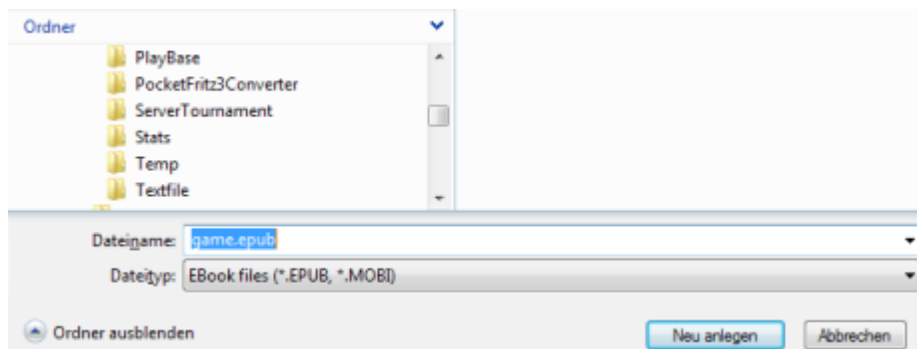 Ordner
PlayBase
PocketFritz3Converter
ServerTournament
Stats
Temp
Textfile
Dateiname: game.epub
Dateityp: EBook files (*.EPUB, *.MOBI)
Ordner ausblenden Neu anlegen Abbrechen